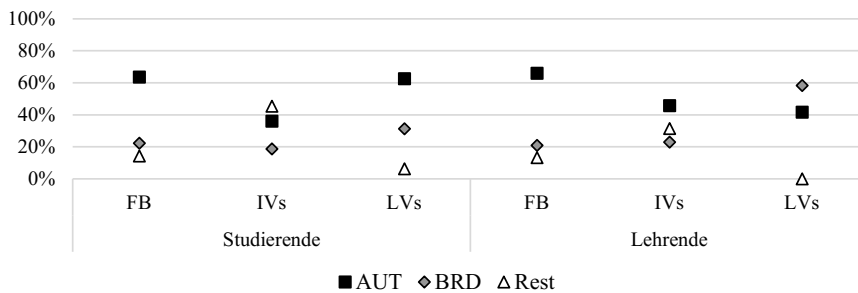 100%
80%
60%
40%
20%
0%
FB IVs LVs FB IVs LVs
Studierende Lehrende
AUT BRD Rest